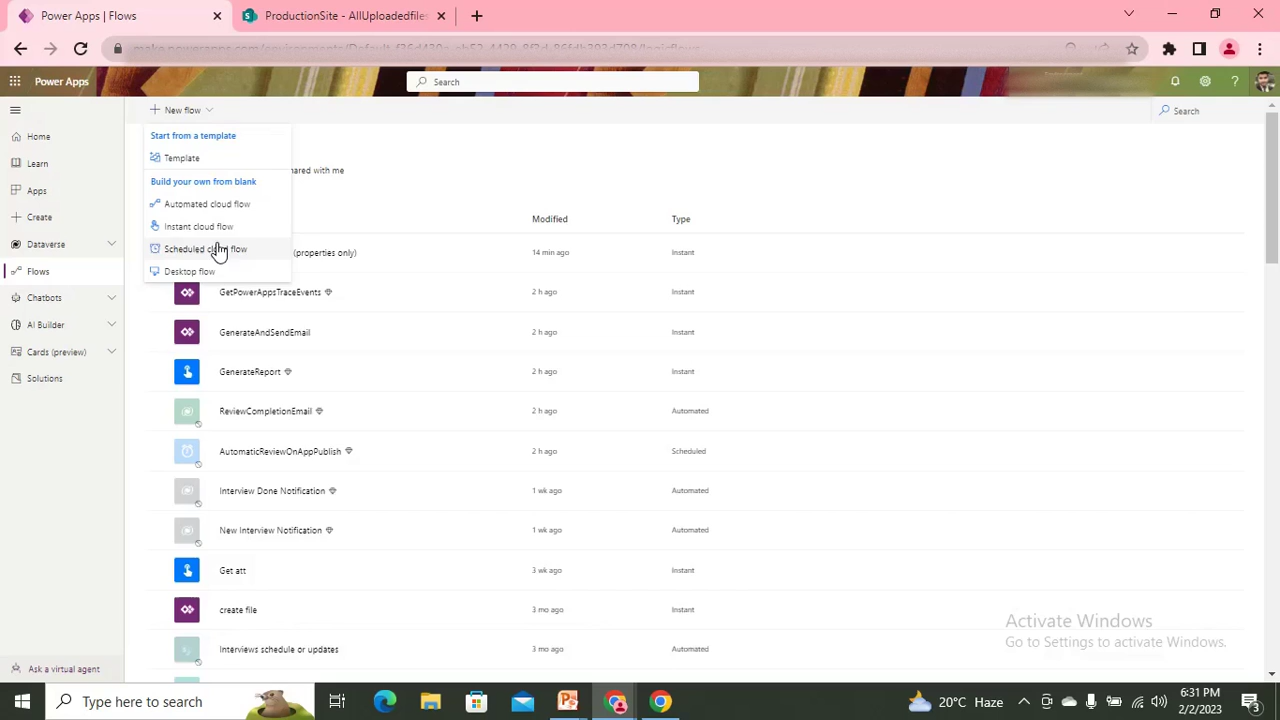 Power Apps | Flows
ProductionSite - AllUploadedfiles
Power Apps
Search
New flow
Search
Start from a template
Template
Build your own from blank
Automated cloud flow
Instant cloud flow
Scheduled flow
Desktop flow
Home
Learn
Apps
Create
Dataverse
Flows
Chatbots
AI Builder
Cards (preview)
Solutions
Ask a virtual agent
with me
Modified Type
(properties only) 14 min ago Instant
GetPowerAppsTraceEvents 2 h ago Instant
GenerateAndSendEmail 2 h ago Instant
GenerateReport 2 h ago Instant
ReviewCompletionEmail 2 h ago Automated
AutomaticReviewOnAppPublish 2 h ago Scheduled
Interview Done Notification 1 wk ago Automated
New Interview Notification 1 wk ago Automated
Get att 3 wk ago Instant
create file 3 mo ago Instant
Interviews schedule or updates 3 mo ago Automated
Activate Windows
Go to Settings to activate Windows.
Type here to search
20°C Haze
:31 PM
2/2/2023
3